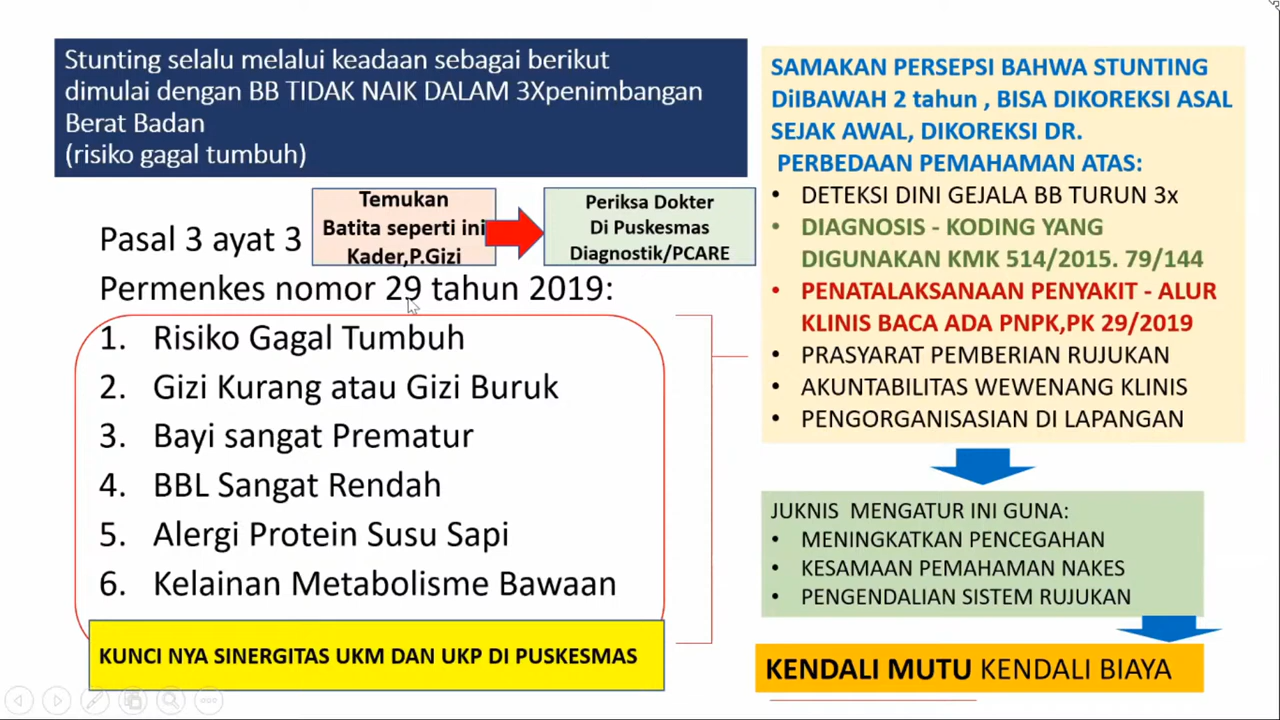 Stunting selalu melalui keadaan sebagai berikut
dimulai dengan BB TIDAK NAIK DALAM 3Xpenimbangan
Berat Badan
(risiko gagal tumbuh)
Temukan
Batita seperti ini
Kader,P.Gizi
Periksa Dokter
Di Puskesmas
Diagnostik/PCARE
Pasal 3 ayat 3
Permenkes nomor 29 tahun 2019:
1. Risiko Gagal Tumbuh
2. Gizi Kurang atau Gizi Buruk
3. Bayi sangat Prematur
4. BBL Sangat Rendah
5. Alergi Protein Susu Sapi
6. Kelainan Metabolisme Bawaan
KUNCI NYA SINERGITAS UKM DAN UKP DI PUSKESMAS
SAMAKAN PERSEPSI BAHWA STUNTING
DiIBAWAH 2 tahun , BISA DIKOREKSI ASAL
SEJAK AWAL, DIKOREKSI DR.
PERBEDAAN PEMAHAMAN ATAS:
• DETEKSI DINI GEJALA BB TURUN 3x
• DIAGNOSIS - KODING YANG
DIGUNAKAN KMK 514/2015. 79/144
• PENATALAKSANAAN PENYAKIT - ALUR
KLINIS BACA ADA PNPK,PK 29/2019
• PRASYARAT PEMBERIAN RUJUKAN
• AKUNTABILITAS WEWENANG KLINIS
• PENGORGANISASIAN DI LAPANGAN
JUKNIS MENGATUR INI GUNA:
• MENINGKATKAN PENCEGAHAN
• KESAMAAN PEMAHAMAN NAKES
• PENGENDALIAN SISTEM RUJUKAN
KENDALI MUTU KENDALI BIAYA